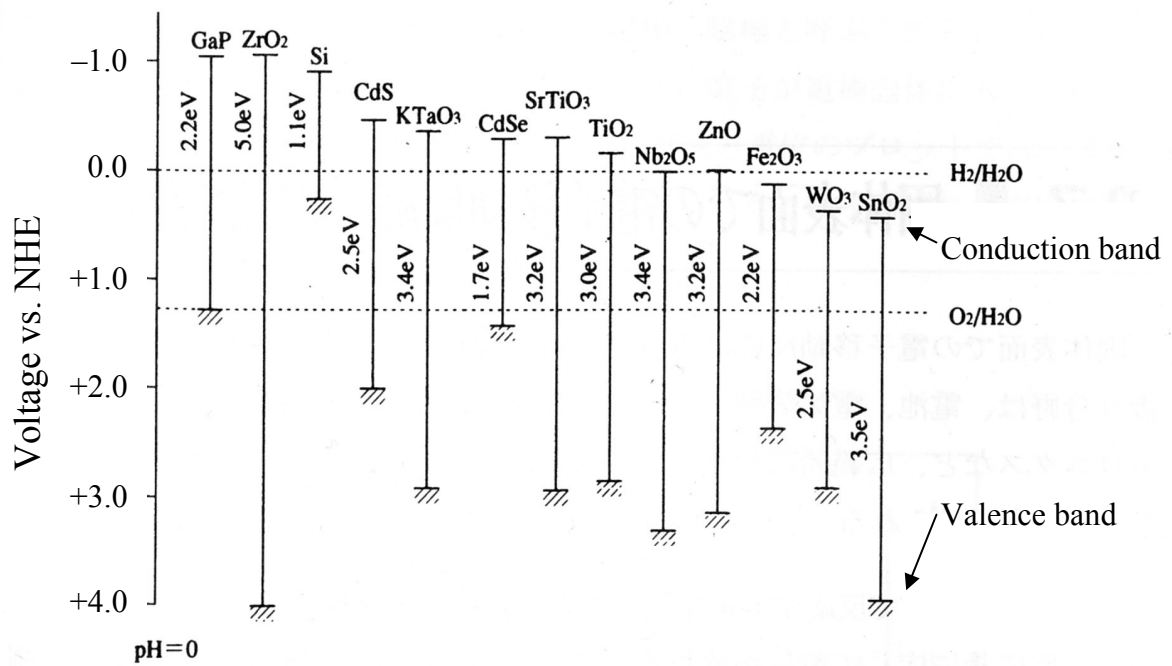 GaP ZrO₂
Si
CdS
KTaO₃
CdSe
SrTiO₃
TiO₂
Nb₂O₅
ZnO
Fe₂O₃
WO₃
SnO₂
−1.0
0.0
+1.0
+2.0
+3.0
+4.0
Voltage vs. NHE
2.2eV
5.0eV
1.1eV
2.5eV
3.4eV
1.7eV
3.2eV
3.0eV
3.4eV
3.2eV
2.2eV
2.5eV
3.5eV
H₂/H₂O
Conduction band
O₂/H₂O
Valence band
pH=0